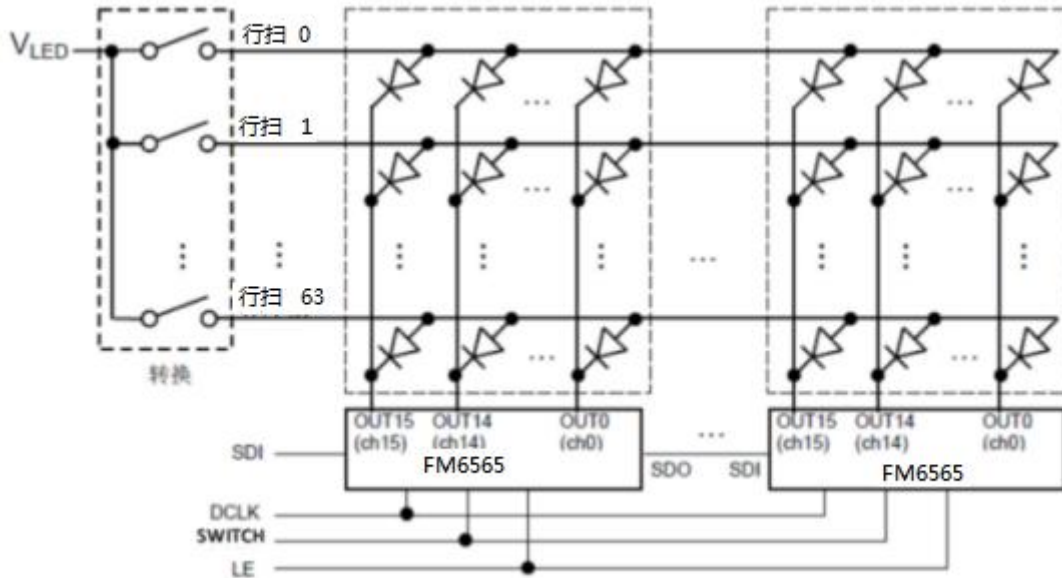 VLED
行扫 0
行扫 1
行扫 63
转换
OUT15 OUT14 OUT0
(ch15) (ch14) (ch0)
FM6565
OUT15 OUT14 OUT0
(ch15) (ch14) (ch0)
FM6565
SDI
SDO SDI
DCLK
SWITCH
LE